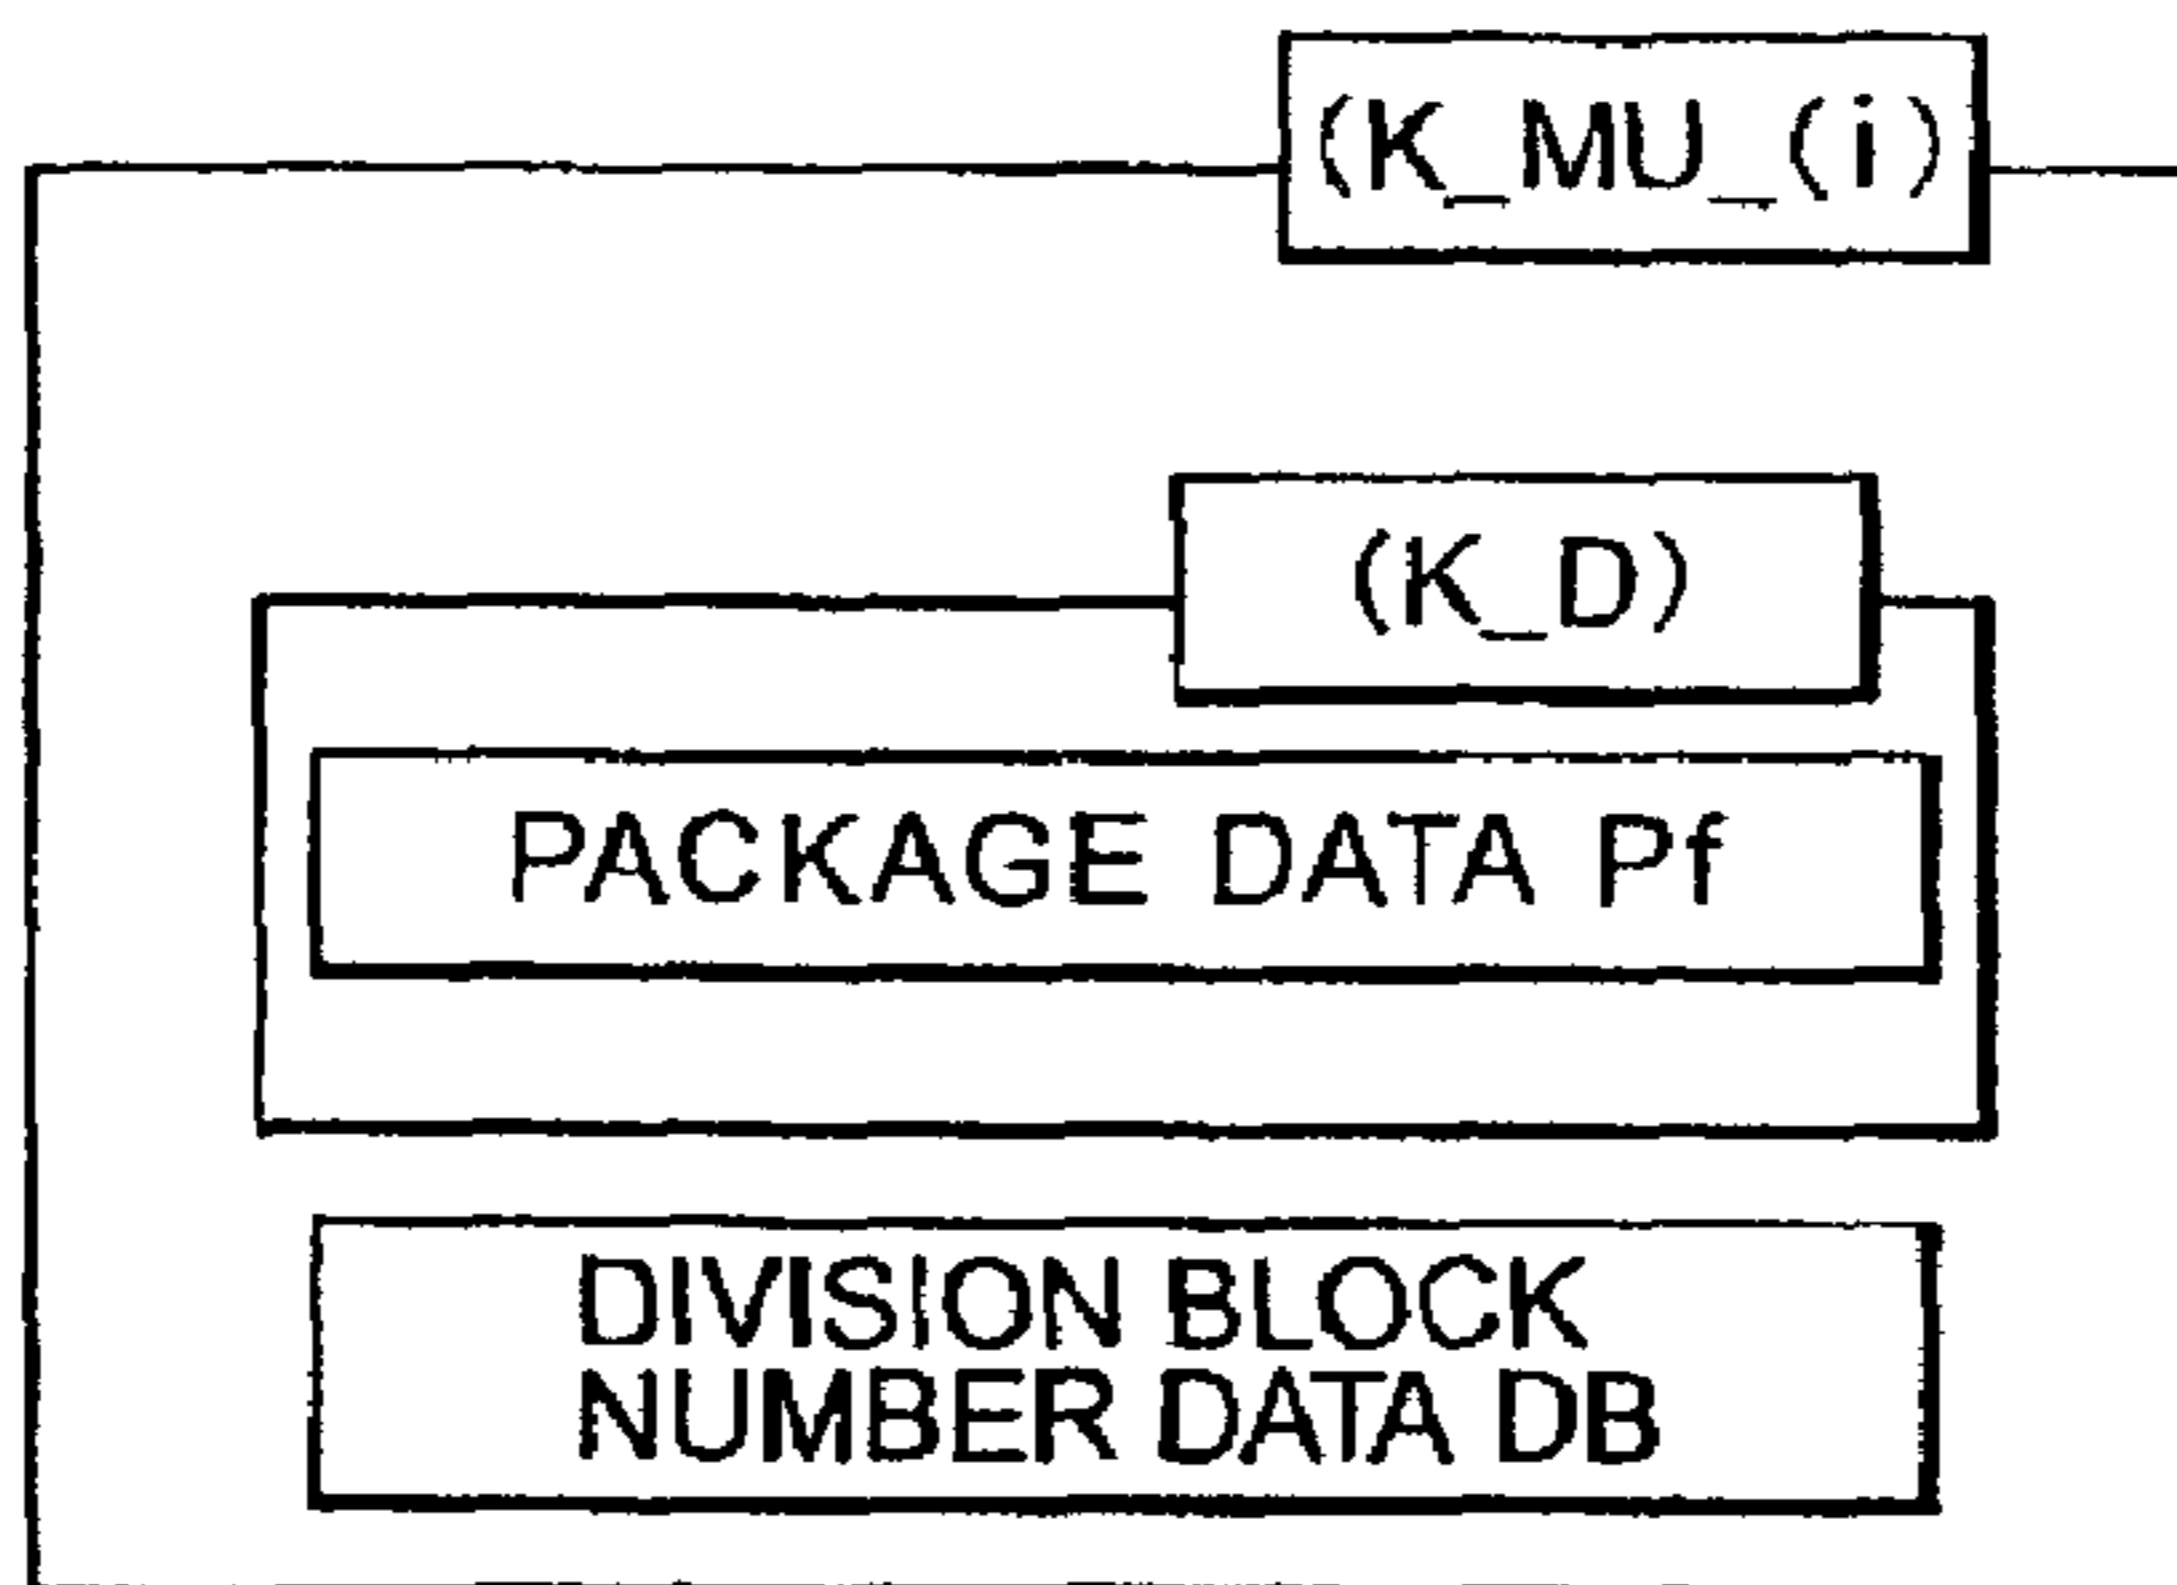 (K_MU_(i)
(K_D)
PACKAGE DATA Pf
DIVISION BLOCK
NUMBER DATA DB